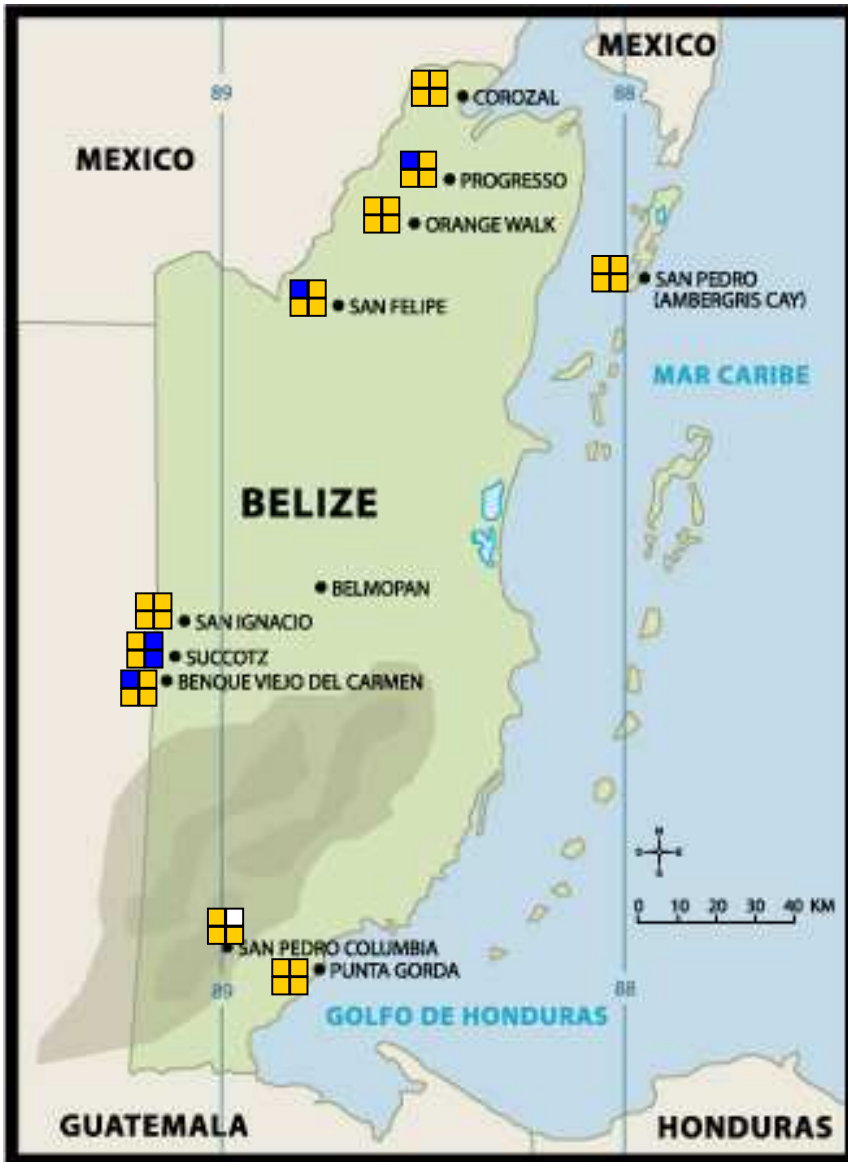 MEXICO
89
88
COROZAL
MEXICO
PROGRESSO
ORANGE WALK
SAN PEDRO
(AMBERGRIS CAY)
SAN FELIPE
MAR CARIBE
BELIZE
BELMOPAN
SAN IGNACIO
SUCCOTZ
BENQUE VIEJO DEL CARMEN
N
0 10 20 30 40 KM
SAN PEDRO COLUMBIA
PUNTA GORDA
89
88
GOLFO DE HONDURAS
GUATEMALA
HONDURAS